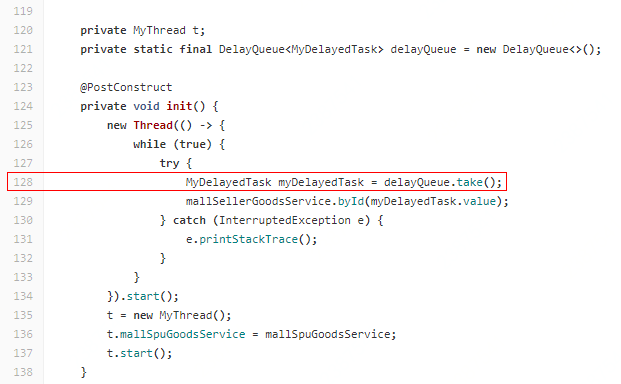 119
120 private MyThread t;
121 private static final DelayQueue<MyDelayedTask> delayQueue = new DelayQueue<>();
122
123 @PostConstruct
124 private void init() {
125 new Thread(() -> {
126 while (true) {
127 try {
128 MyDelayedTask myDelayedTask = delayQueue.take();
129 mallSellerGoodsService.byId(myDelayedTask.value);
130 } catch (InterruptedException e) {
131 e.printStackTrace();
132 }
133 }
134 }).start();
135 t = new MyThread();
136 t.mallSpuGoodsService = mallSpuGoodsService;
137 t.start();
138 }